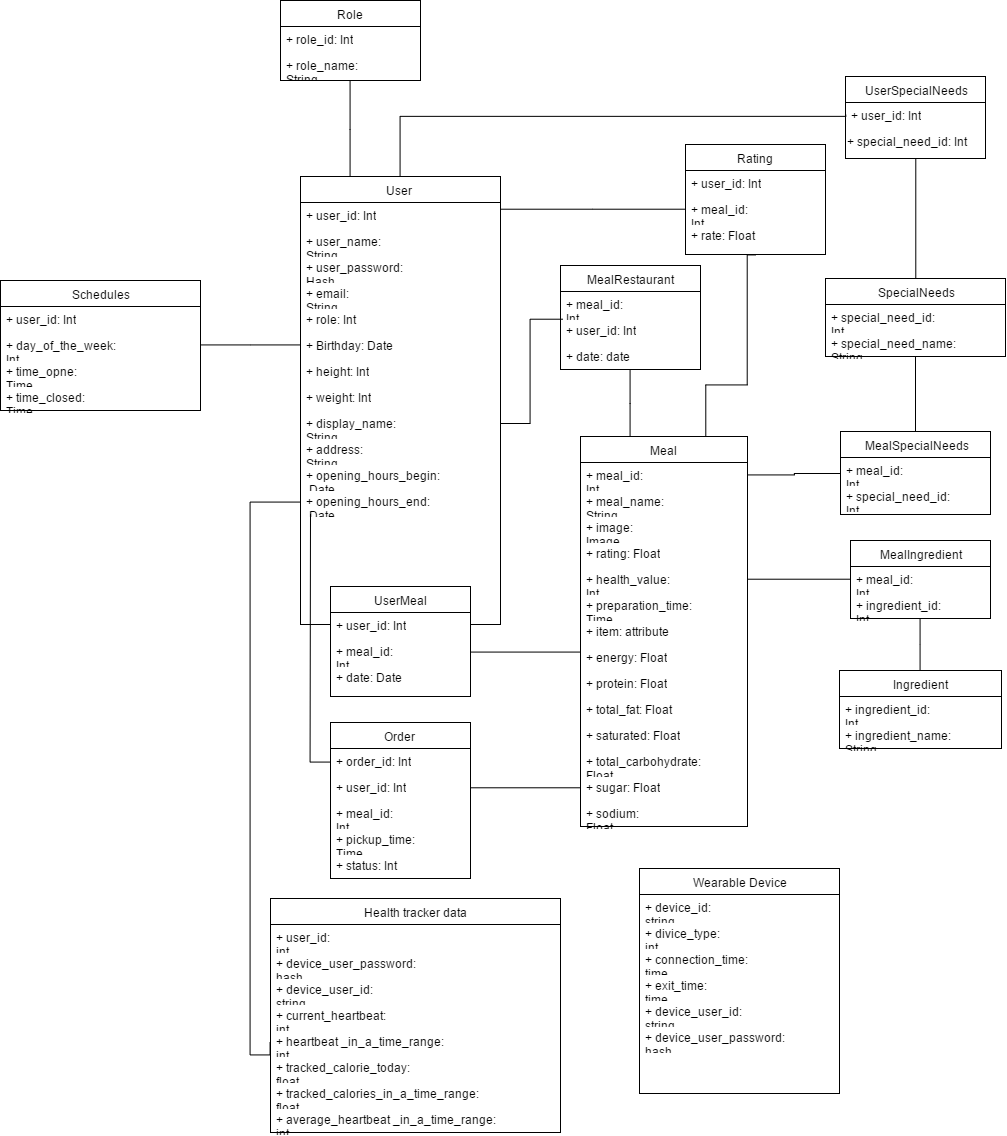 Role
+ role_id: Int
+ role_name:
String
User
+ user_id: Int
+ user_name:
String
+ user_password:
Hash
+ email:
String
+ role: Int
+ Birthday: Date
+ height: Int
+ weight: Int
+ display_name:
String
+ address:
String
+ opening_hours_begin:
Date
+ opening_hours_end:
Date
Schedules
+ user_id: Int
+ day_of_the_week:
Int
+ time_opne:
Time
+ time_closed:
Time
UserSpecialNeeds
+ user_id: Int
+ special_need_id: Int
Rating
+ user_id: Int
+ meal_id:
Int
+ rate: Float
MealRestaurant
+ meal_id:
Int
+ user_id: Int
+ date: date
SpecialNeeds
+ special_need_id:
Int
+ special_need_name:
String
MealSpecialNeeds
+ meal_id:
Int
+ special_need_id:
Int
Meal
+ meal_id:
Int
+ meal_name:
String
+ image:
Image
+ rating: Float
+ health_value:
Int
+ preparation_time:
Time
+ item: attribute
+ energy: Float
+ protein: Float
+ total_fat: Float
+ saturated: Float
+ total_carbohydrate:
Float
+ sugar: Float
+ sodium:
Float
MealIngredient
+ meal_id:
Int
+ ingredient_id:
Int
Ingredient
+ ingredient_id:
Int
+ ingredient_name:
String
UserMeal
+ user_id: Int
+ meal_id:
Int
+ date: Date
Order
+ order_id: Int
+ user_id: Int
+ meal_id:
Int
+ pickup_time:
Time
+ status: Int
Health tracker data
+ user_id:
int
+ device_user_password:
hash
+ device_user_id:
string
+ current_heartbeat:
int
+ heartbeat _in_a_time_range:
int
+ tracked_calorie_today:
float
+ tracked_calories_in_a_time_range:
float
+ average_heartbeat _in_a_time_range:
int
Wearable Device
+ device_id:
string
+ divice_type:
int
+ connection_time:
time
+ exit_time:
time
+ device_user_id:
string
+ device_user_password:
hash